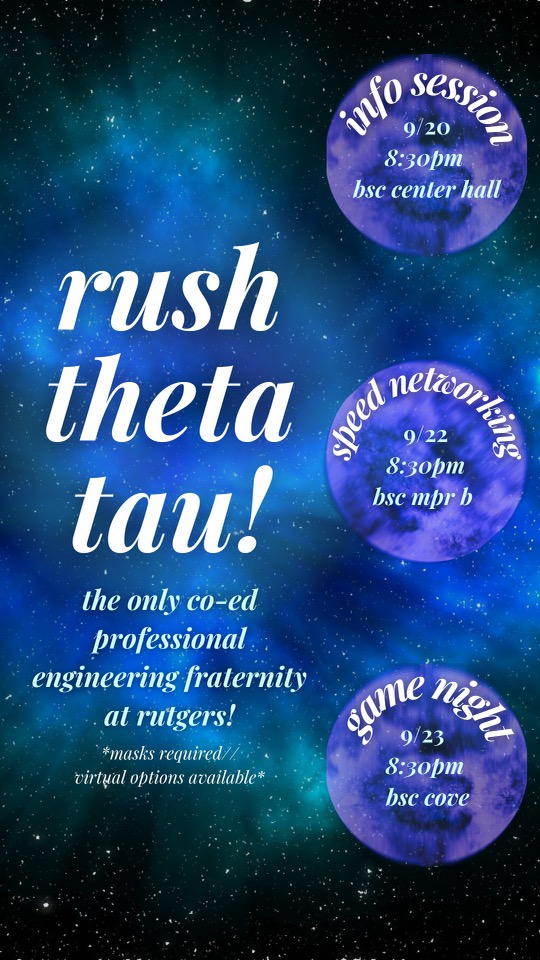 rush
theta
tau!
the only co-ed
professional
engineering fraternity
at rutgers!
*masks required//
virtual options available*
info session
9/20
8:30pm
bsc center hall
speed networking
9/22
8:30pm
bsc mpr b
game night
9/23
8:30pm
bsc cove